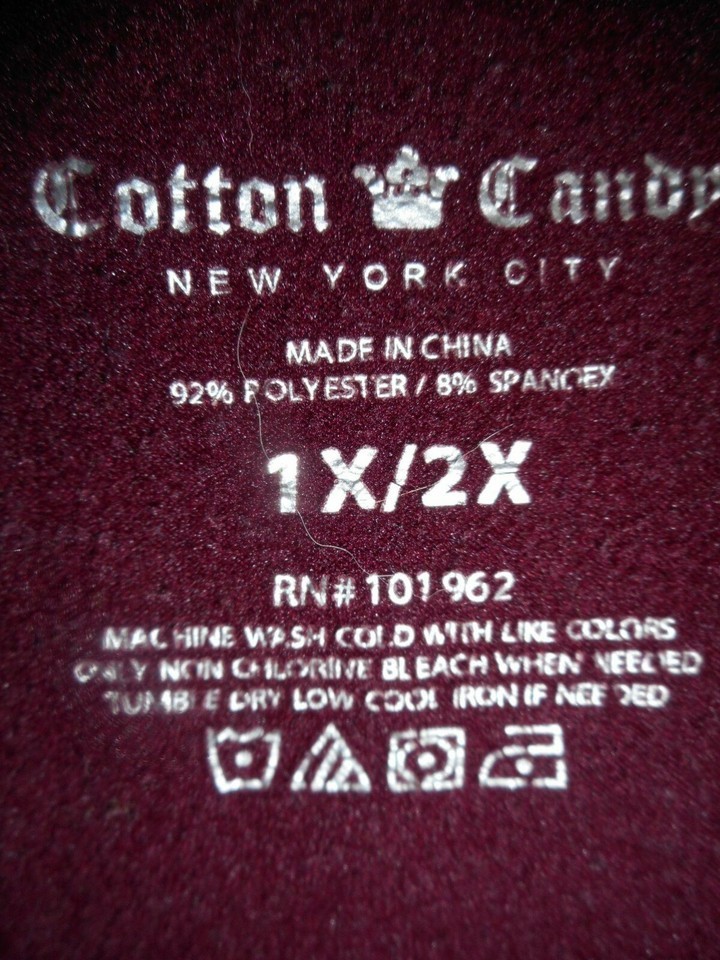 Cotton Candy
NEW YORK CITY
MADE IN CHINA
92% POLYESTER / 8% SPANDEX
1X/2X
RN# 101962
MACHINE WASH COLD WITH LIKE COLORS
ONLY NON CHLORINE BLEACH WHEN NEEDED
TUMBLE DRY LOW COOL IRON IF NEEDED